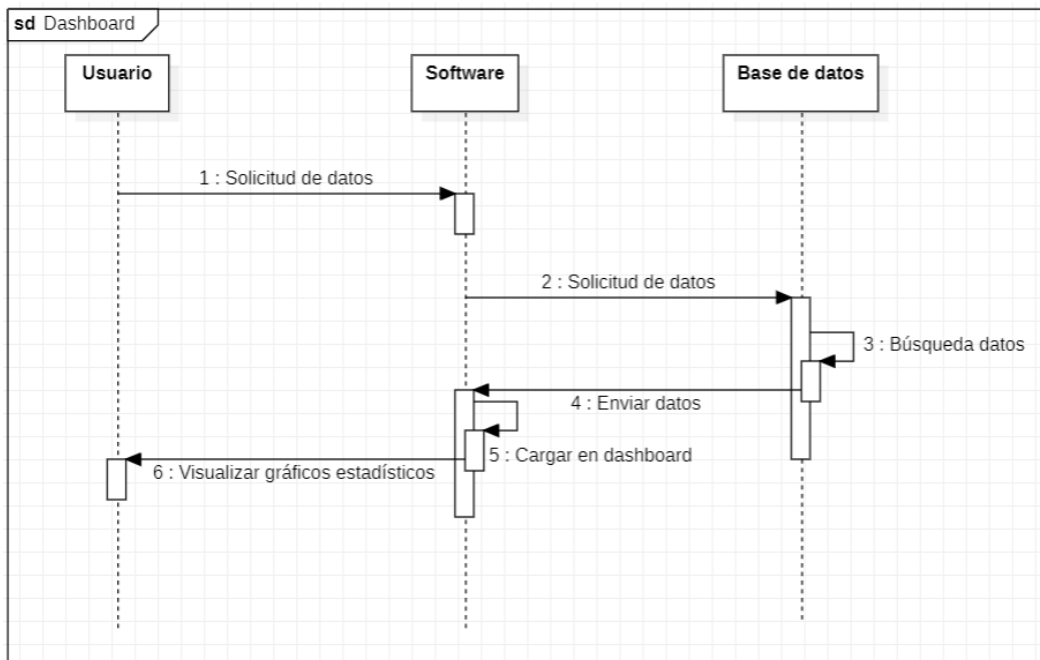 sd Dashboard
Usuario
Software
Base de datos
1 : Solicitud de datos
2 : Solicitud de datos
3 : Búsqueda datos
4 : Enviar datos
5 : Cargar en dashboard
6 : Visualizar gráficos estadísticos